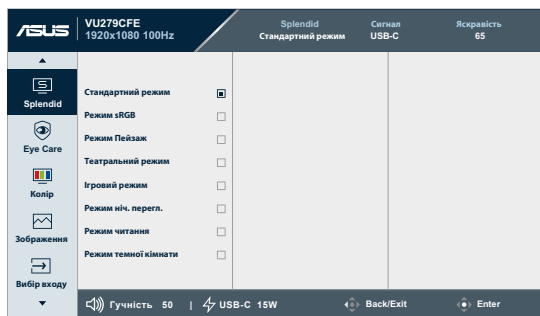 ASUS
VU279CFE
1920x1080 100Hz
Splendid
Стандартний режим
Сигнал
USB-C
Яскравість
65
Splendid
Eye Care
Колір
Зображення
Вибір входу
Стандартний режим
Режим sRGB
Режим Пейзаж
Театральний режим
Ігровий режим
Режим ніч. перегл.
Режим читання
Режим темної кімнати
Гучність 50 | USB-C 15W
Back/Exit
Enter